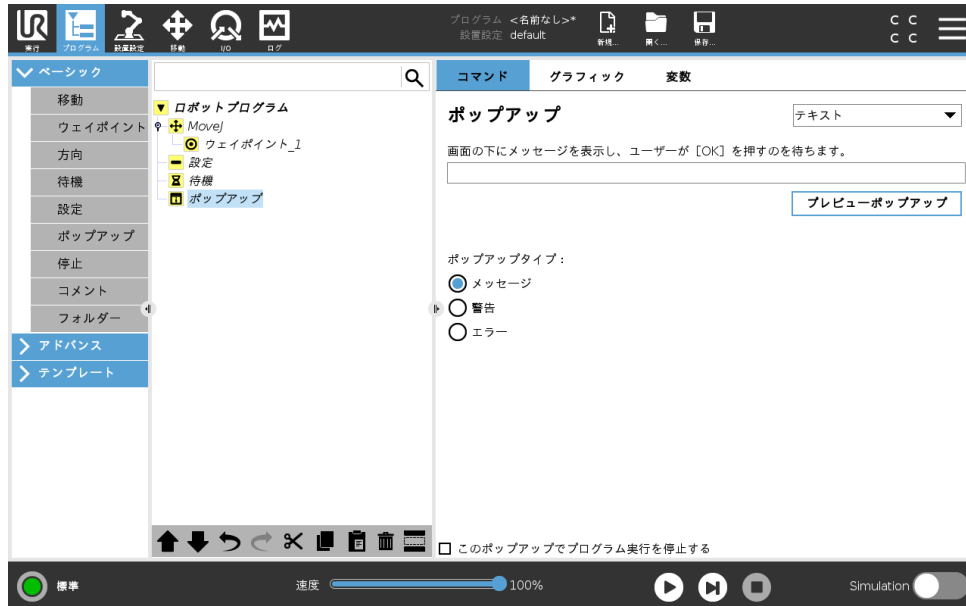 UR
実行
プログラム
設置設定
移動
I/O
ログ
プログラム <名前なし>*
設置設定 default
新規...
開く...
保存...
C C
C C
ベーシック
移動
ウェイポイント
方向
待機
設定
ポップアップ
停止
コメント
フォルダー
アドバンス
テンプレート
ロボットプログラム
MoveJ
ウェイポイント_1
設定
待機
ポップアップ
コマンド グラフィック 変数
ポップアップ
テキスト
画面の下にメッセージを表示し、ユーザーが［OK］を押すのを待ちます。
プレビューポップアップ
ポップアップタイプ：
メッセージ
警告
エラー
このポップアップでプログラム実行を停止する
標準
速度 100%
Simulation